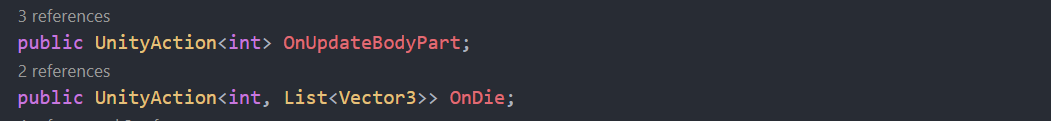 3 references
public UnityAction<int> OnUpdateBodyPart;
2 references
public UnityAction<int, List<Vector3>> OnDie;